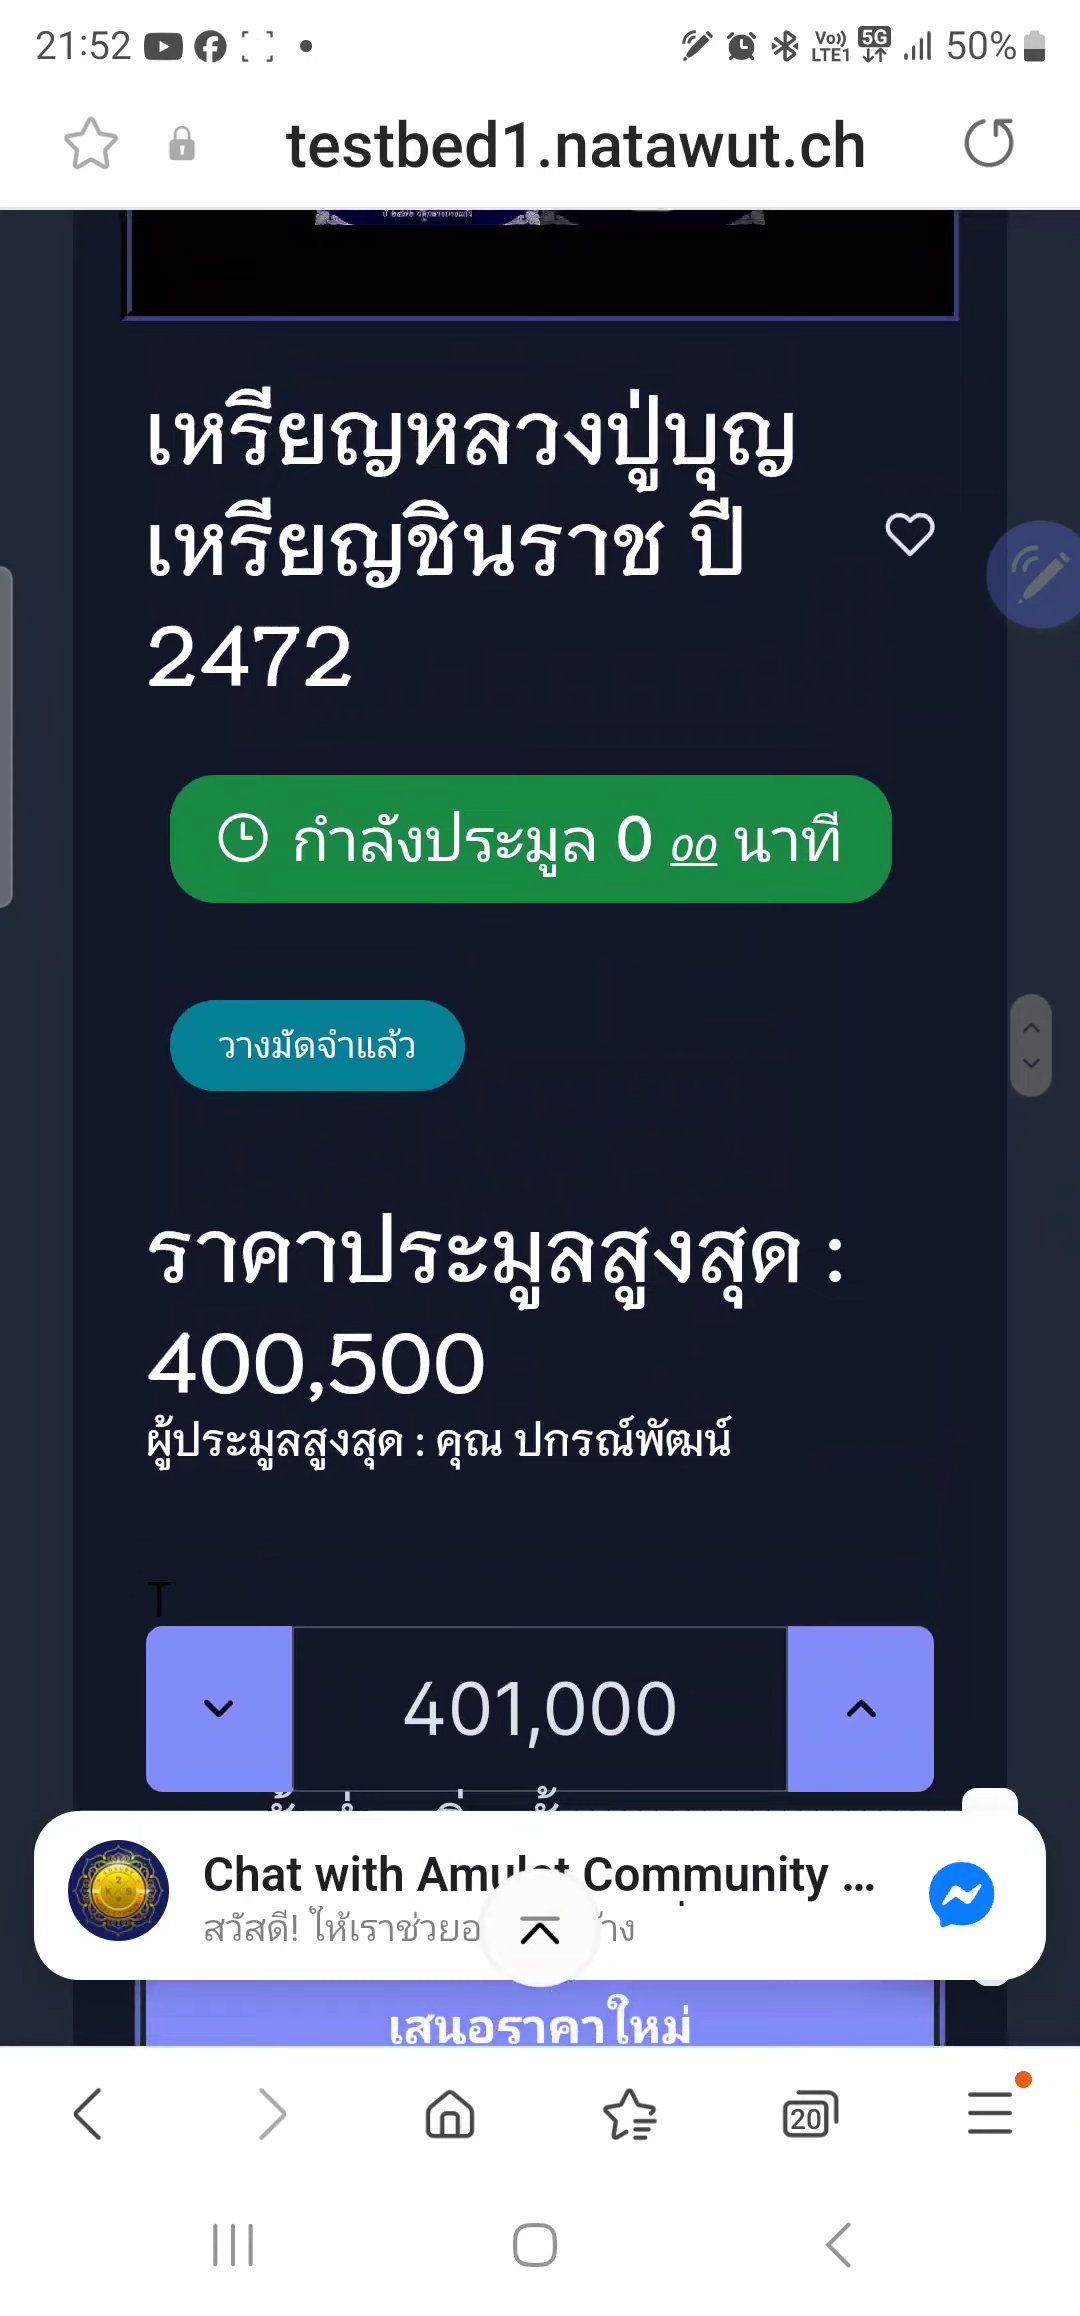 21:52
Vo)) LTE1 5G 50%
testbed1.natawut.ch
เหรียญหลวงปู่บุญ
เหรียญชินราช ปี
2472
กำลังประมูล 0 00 นาที
วางมัดจำแล้ว
ราคาประมูลสูงสุด :
400,500
ผู้ประมูลสูงสุด : คุณ ปกรณ์พัฒน์
T
401,000
Chat with Amulet Community ...
สวัสดี! ให้เราช่วย
เสนอราคาใหม่
20